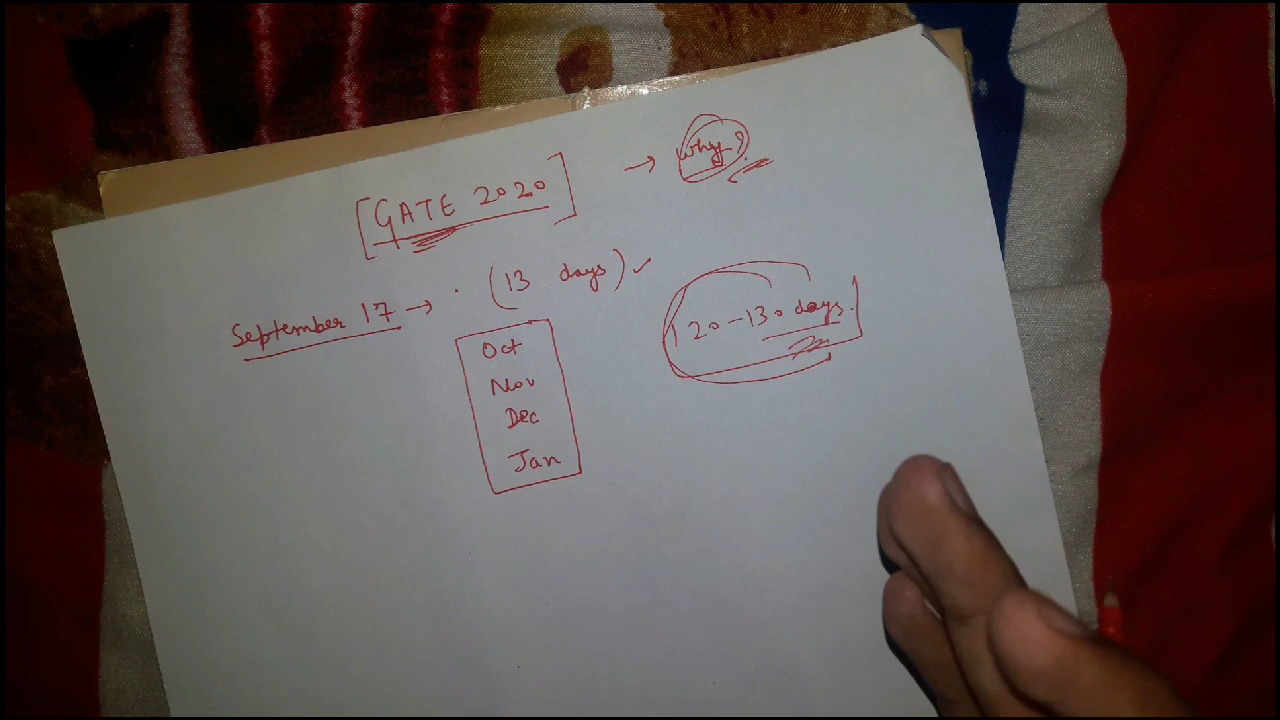 [GATE 2020] → why?
September 17 → . (13 days) ✓
120-130 days.
Oct
Nov
Dec
Jan